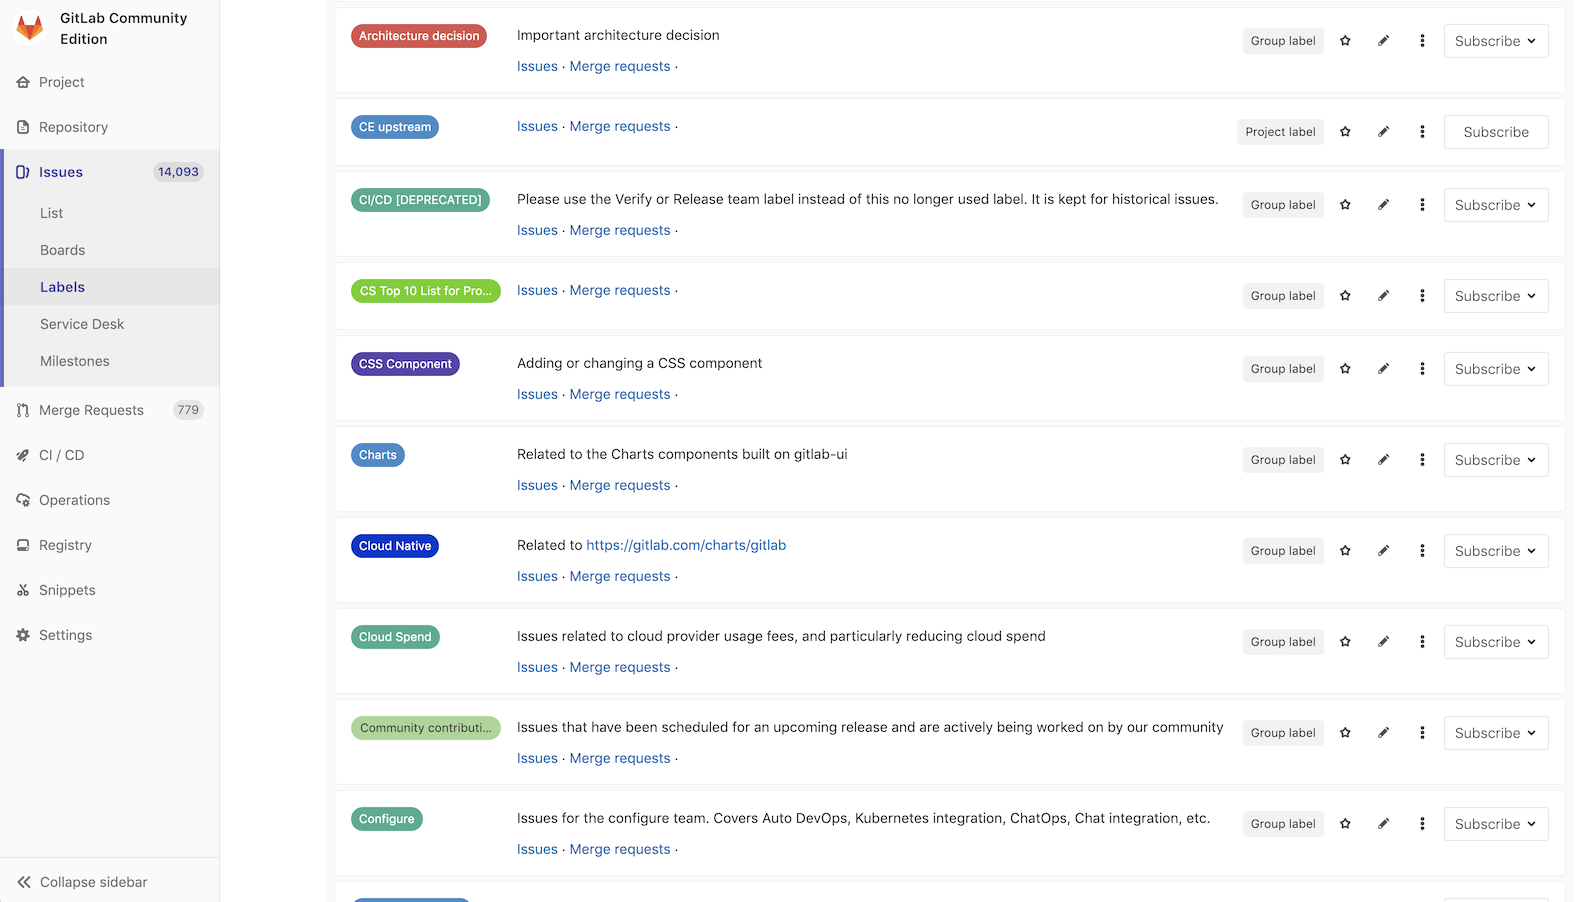 GitLab Community
Edition
Project
Repository
Issues 14,093
List
Boards
Labels
Service Desk
Milestones
Merge Requests 779
CI / CD
Operations
Registry
Snippets
Settings
Collapse sidebar
Architecture decision Important architecture decision Group label Subscribe
Issues · Merge requests ·
CE upstream Issues · Merge requests · Project label Subscribe
CI/CD [DEPRECATED] Please use the Verify or Release team label instead of this no longer used label. It is kept for historical issues. Group label Subscribe
Issues · Merge requests ·
CS Top 10 List for Pro... Issues · Merge requests · Group label Subscribe
CSS Component Adding or changing a CSS component Group label Subscribe
Issues · Merge requests ·
Charts Related to the Charts components built on gitlab-ui Group label Subscribe
Issues · Merge requests ·
Cloud Native Related to https://gitlab.com/charts/gitlab Group label Subscribe
Issues · Merge requests ·
Cloud Spend Issues related to cloud provider usage fees, and particularly reducing cloud spend Group label Subscribe
Issues · Merge requests ·
Community contributi... Issues that have been scheduled for an upcoming release and are actively being worked on by our community Group label Subscribe
Issues · Merge requests ·
Configure Issues for the configure team. Covers Auto DevOps, Kubernetes integration, ChatOps, Chat integration, etc. Group label Subscribe
Issues · Merge requests ·